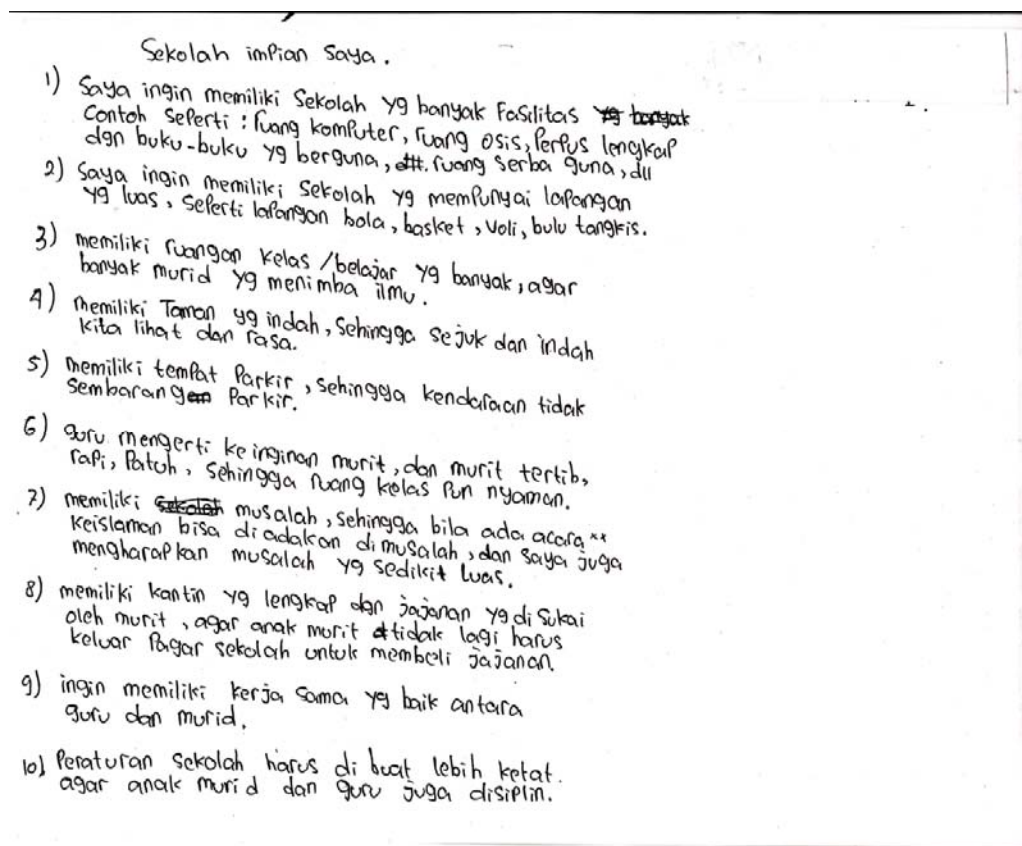 Sekolah impian saya.
1) Saya ingin memiliki Sekolah yg banyak Fasilitas yg banyak
Contoh Seperti : ruang komputer, ruang osis, Perpus lengkap
dgn buku-buku yg berguna, dll. ruang serba guna, dll
2) Saya ingin memiliki Sekolah yg mempunyai lapangan
yg luas, Seperti lapangan bola, basket, voli, bulu tangkis.
3) memiliki ruangan kelas /belajar yg banyak, agar
banyak murid yg menimba ilmu.
4) memiliki Taman yg indah, Sehingga sejuk dan indah
kita lihat dan rasa.
5) memiliki tempat Parkir, sehingga kendaraan tidak
Sembarangan Parkir.
6) guru mengerti keinginan murit, dan murit tertib,
rapi, Patuh, sehingga ruang kelas Pun nyaman.
7) memiliki sekolah musalah, sehingga bila ada acara"
keislaman bisa diadakan dimusalah, dan saya juga
mengharapkan musalah yg sedikit luas.
8) memiliki kantin yg lengkap dgn jajanan yg di Sukai
oleh murit, agar anak murit tidak lagi harus
keluar Pagar sekolah untuk membeli jajanan.
9) ingin memiliki kerja sama yg baik antara
guru dan murid.
10) Peraturan sekolah harus di buat lebih ketat.
agar anak murid dan guru juga disiplin.